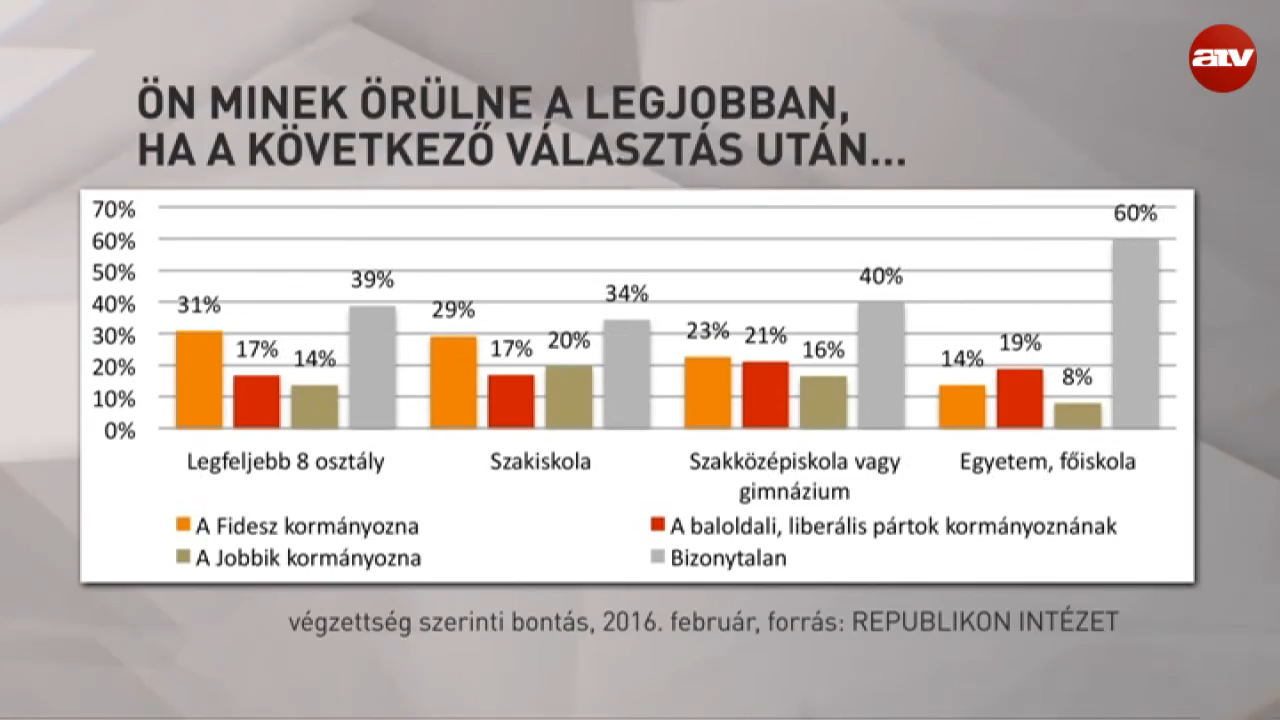 atv
ÖN MINEK ÖRÜLNE A LEGJOBBAN,
HA A KÖVETKEZŐ VÁLASZTÁS UTÁN...
70%
60%
50%
40%
30%
20%
10%
0%
31%
17%
14%
39%
29%
17%
20%
34%
23%
21%
16%
40%
14%
19%
8%
60%
Legfeljebb 8 osztály
Szakiskola
Szakközépiskola vagy
gimnázium
Egyetem, főiskola
A Fidesz kormányozna
A baloldali, liberális pártok kormányoznának
A Jobbik kormányozna
Bizonytalan
végzettség szerinti bontás, 2016. február, forrás: REPUBLIKON INTÉZET